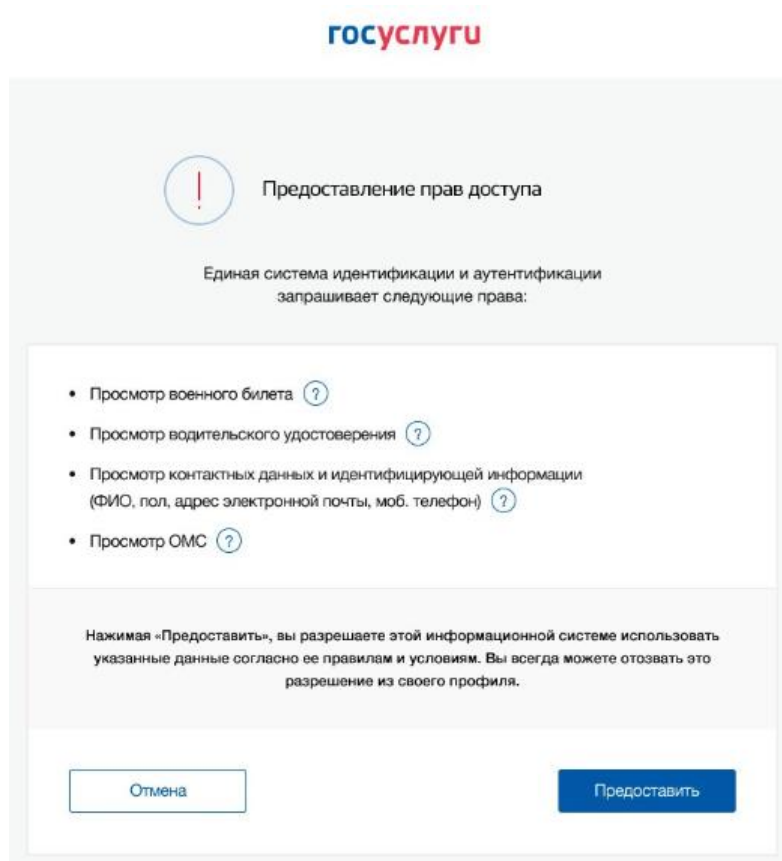 госуслуги
Предоставление прав доступа
Единая система идентификации и аутентификации
запрашивает следующие права:
• Просмотр военного билета ?
• Просмотр водительского удостоверения ?
• Просмотр контактных данных и идентифицирующей информации
(ФИО, пол, адрес электронной почты, моб. телефон) ?
• Просмотр ОМС ?
Нажимая «Предоставить», вы разрешаете этой информационной системе использовать
указанные данные согласно ее правилам и условиям. Вы всегда можете отозвать это
разрешение из своего профиля.
Отмена
Предоставить